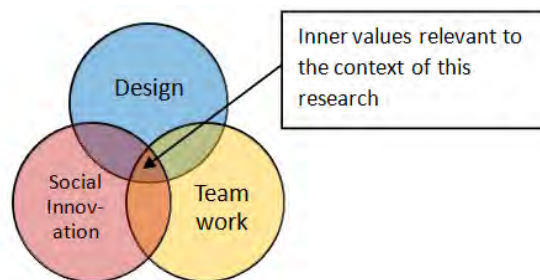 Inner values relevant to
the context of this
research
Design
Social
Innov-
ation
Team
work